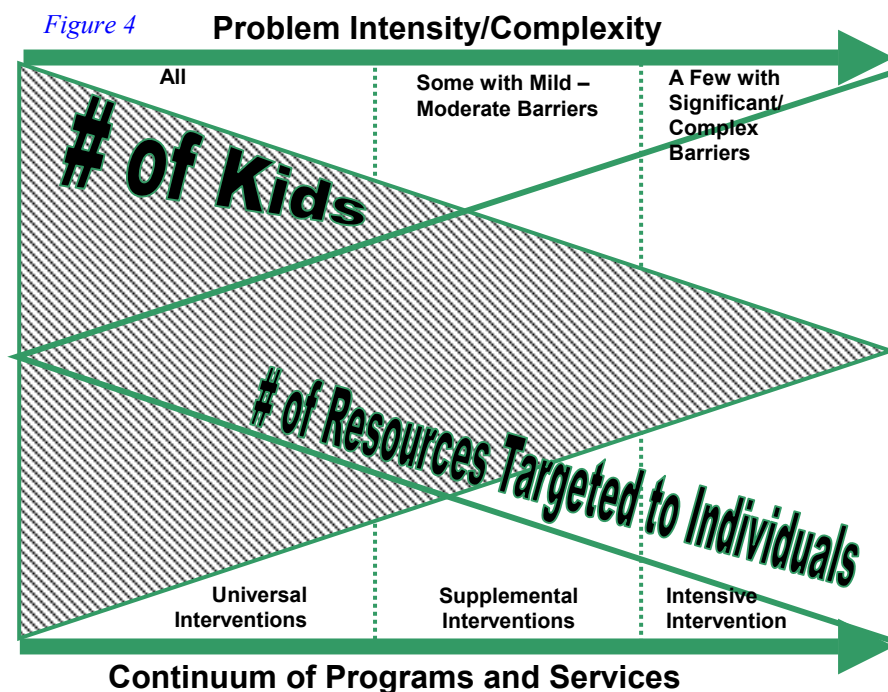 Figure 4
Problem Intensity/Complexity
All
Some with Mild –
Moderate Barriers
A Few with
Significant/
Complex
Barriers
# of Kids
# of Resources Targeted to Individuals
Universal
Interventions
Supplemental
Interventions
Intensive
Intervention
Continuum of Programs and Services